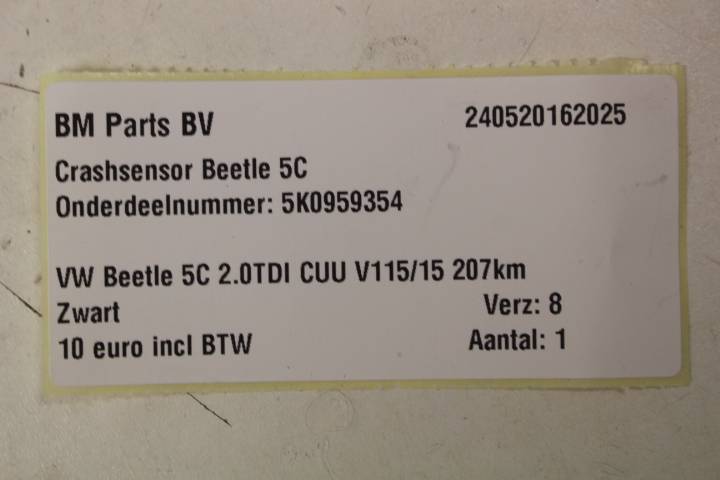 BM Parts BV 240520162025
Crashsensor Beetle 5C
Onderdeelnummer: 5K0959354
VW Beetle 5C 2.0TDI CUU V115/15 207km
Zwart Verz: 8
10 euro incl BTW Aantal: 1